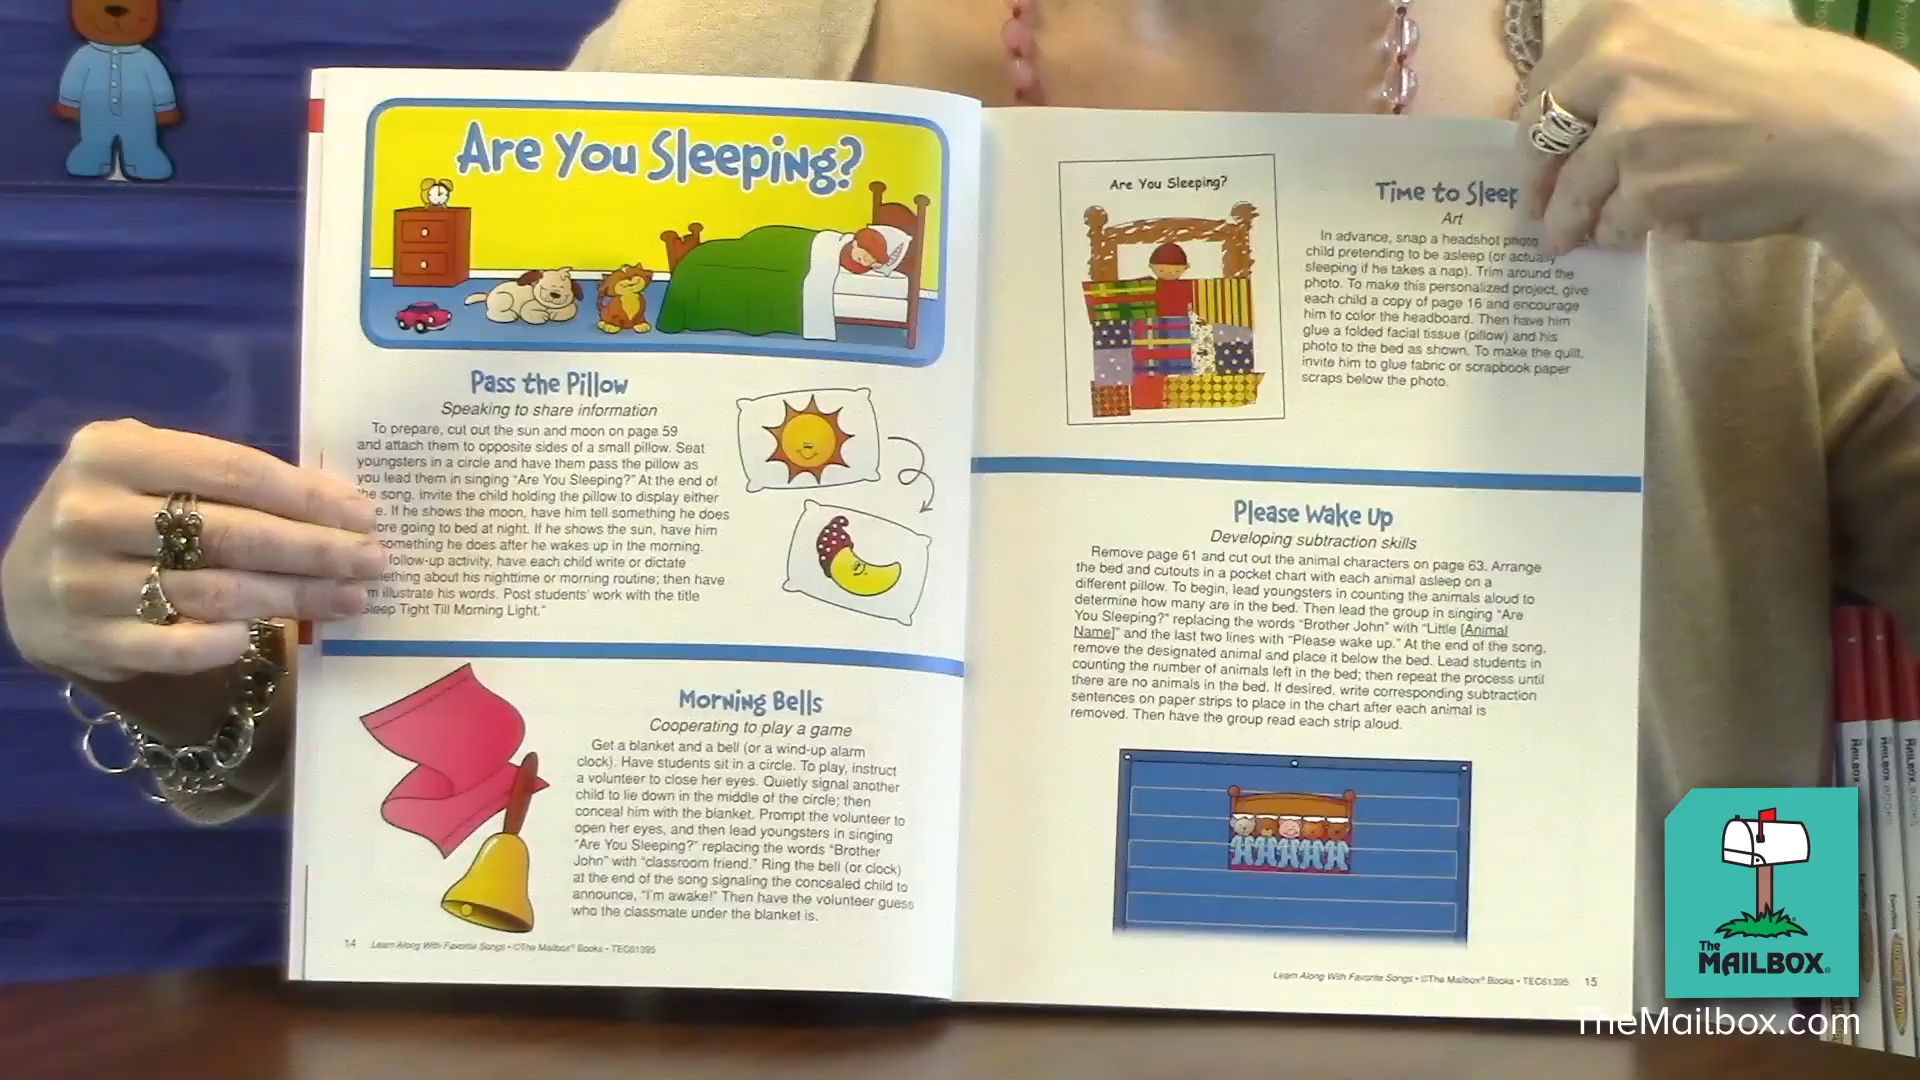 Are You Sleeping?
Pass the Pillow
Speaking to share information
To prepare, cut out the sun and moon on page 59
and attach them to opposite sides of a small pillow. Seat
youngsters in a circle and have them pass the pillow as
you lead them in singing "Are You Sleeping?" At the end of
the song, invite the child holding the pillow to display either
If he shows the moon, have him tell something he does
going to bed at night. If he shows the sun, have him
something he does after he wakes up in the morning.
follow-up activity, have each child write or dictate
about his nighttime or morning routine; then have
illustrate his words. Post students' work with the title
Sleep Tight Till Morning Light."
Morning Bells
Cooperating to play a game
Get a blanket and a bell (or a wind-up alarm
clock). Have students sit in a circle. To play, instruct
a volunteer to close her eyes. Quietly signal another
child to lie down in the middle of the circle; then
conceal him with the blanket. Prompt the volunteer to
open her eyes, and then lead youngsters in singing
"Are You Sleeping?" replacing the words "Brother
John" with "classroom friend." Ring the bell (or clock)
at the end of the song signaling the concealed child to
announce, "I'm awake!" Then have the volunteer guess
who the classmate under the blanket is.
14 Learn Along With Favorite Songs • ©The Mailbox® Books • TEC61395
Are You Sleeping?
Time to Sleep
Art
In advance, snap a headshot photo
child pretending to be asleep (or actually
sleeping if he takes a nap). Trim around the
photo. To make this personalized project, give
each child a copy of page 16 and encourage
him to color the headboard. Then have him
glue a folded facial tissue (pillow) and his
photo to the bed as shown. To make the quilt,
invite him to glue fabric or scrapbook paper
scraps below the photo.
Please Wake Up
Developing subtraction skills
Remove page 61 and cut out the animal characters on page 63. Arrange
the bed and cutouts in a pocket chart with each animal asleep on a
different pillow. To begin, lead youngsters in counting the animals aloud to
determine how many are in the bed. Then lead the group in singing "Are
You Sleeping?" replacing the words "Brother John" with "Little [Animal
Name]" and the last two lines with "Please wake up." At the end of the song,
remove the designated animal and place it below the bed. Lead students in
counting the number of animals left in the bed; then repeat the process until
there are no animals in the bed. If desired, write corresponding subtraction
sentences on paper strips to place in the chart after each animal is
removed. Then have the group read each strip aloud.
Learn Along With Favorite Songs • ©The Mailbox® Books • TEC61395 15
The
MAILBOX®
TheMailbox.com